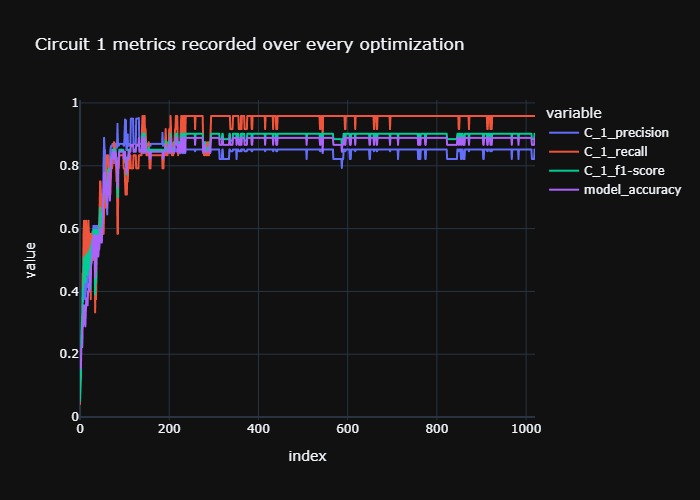 Circuit 1 metrics recorded over every optimization
variable
C_1_precision
C_1_recall
C_1_f1-score
model_accuracy
1
0.8
0.6
0.4
0.2
0
value
0
200
400
600
800
1000
index